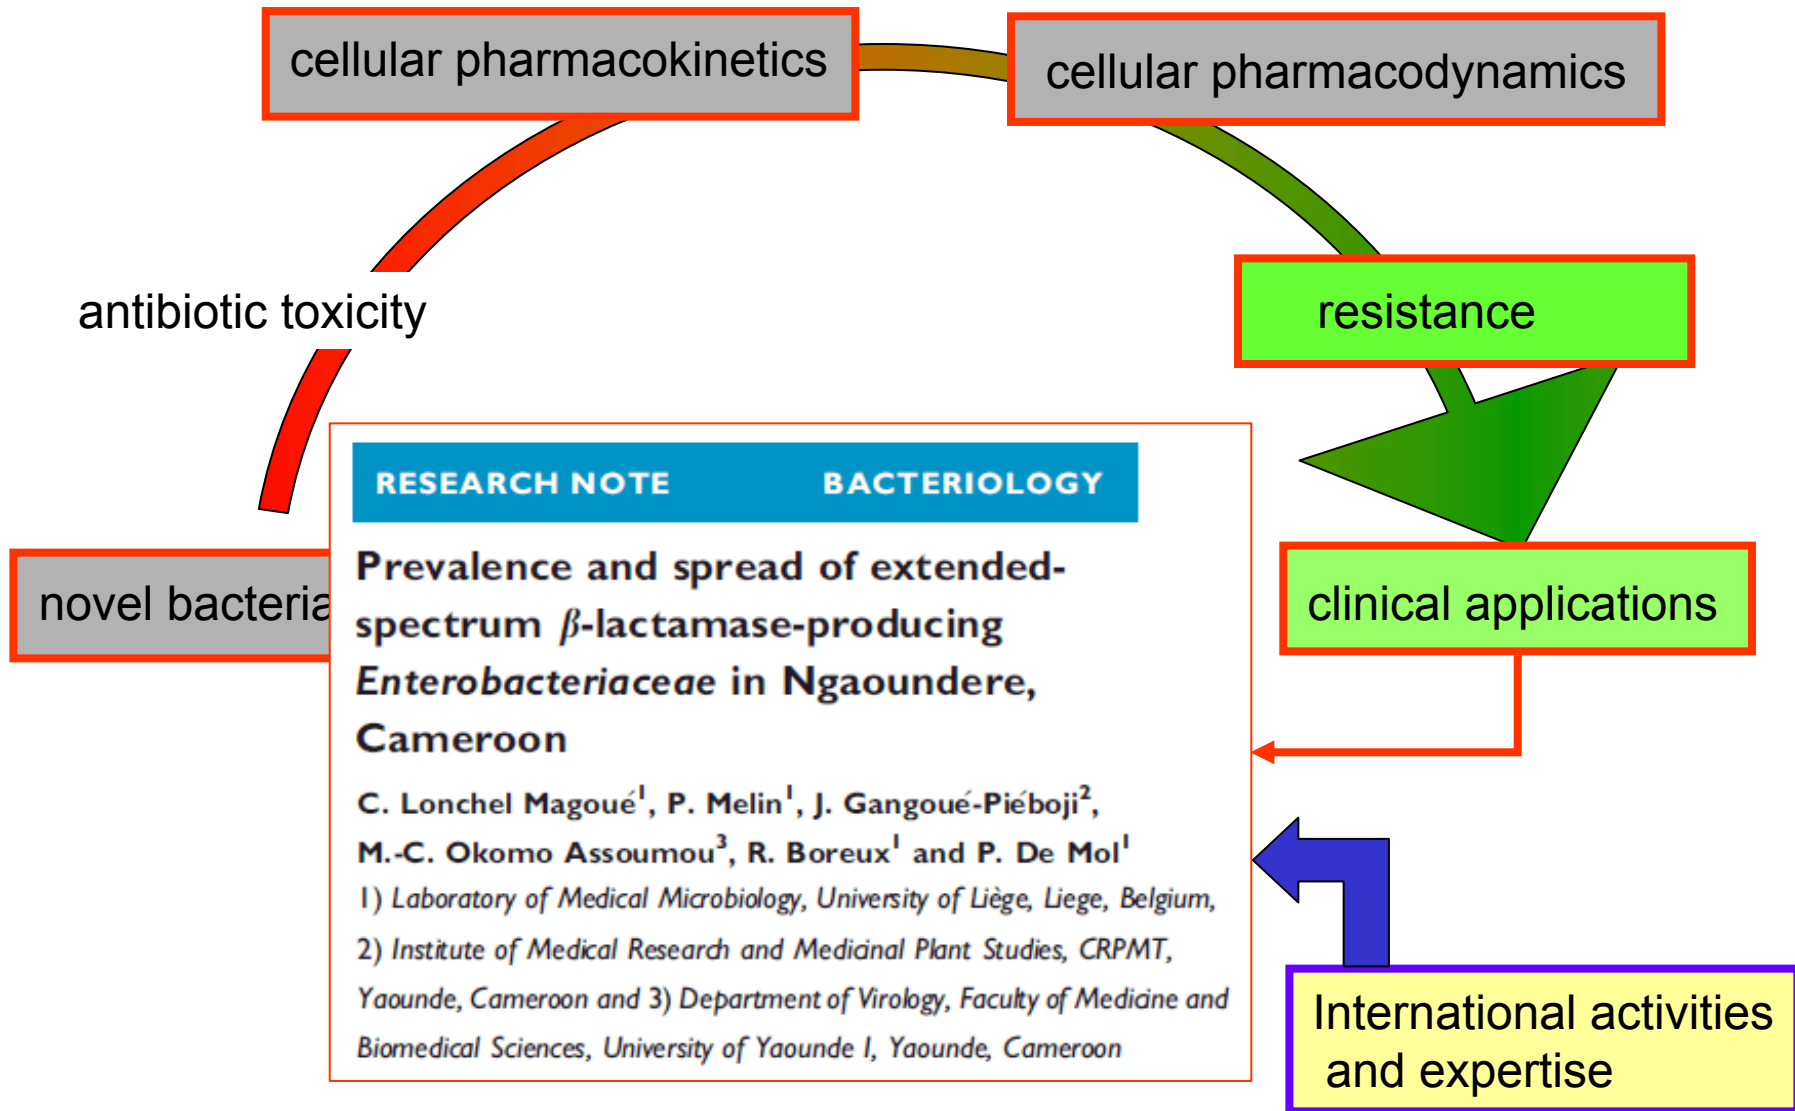 cellular pharmacokinetics
cellular pharmacodynamics
antibiotic toxicity
resistance
novel bacteria
clinical applications
RESEARCH NOTE BACTERIOLOGY
Prevalence and spread of extended-
spectrum β-lactamase-producing
Enterobacteriaceae in Ngaoundere,
Cameroon
C. Lonchel Magoué1, P. Melin1, J. Gangoué-Piéboji2,
M.-C. Okomo Assoumou3, R. Boreux1 and P. De Mol1
1) Laboratory of Medical Microbiology, University of Liège, Liege, Belgium,
2) Institute of Medical Research and Medicinal Plant Studies, CRPMT,
Yaounde, Cameroon and 3) Department of Virology, Faculty of Medicine and
Biomedical Sciences, University of Yaounde I, Yaounde, Cameroon
International activities
and expertise